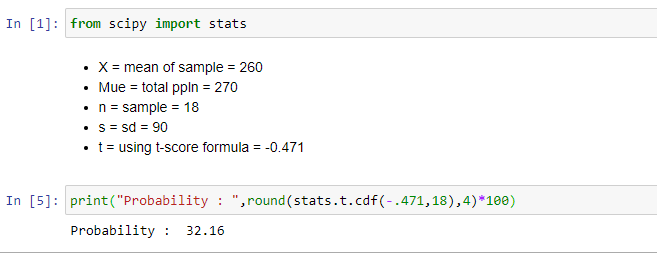 In [1]: from scipy import stats
• X = mean of sample = 260
• Mue = total ppln = 270
• n = sample = 18
• s = sd = 90
• t = using t-score formula = -0.471
In [5]: print("Probability : ",round(stats.t.cdf(-.471,18),4)*100)
Probability :  32.16